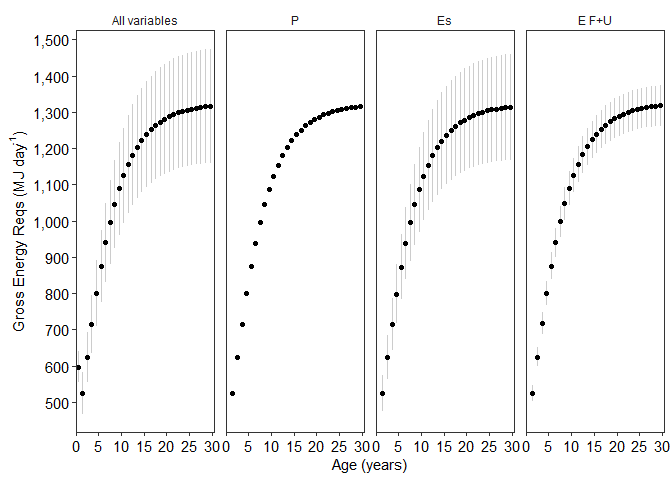 All variables P Es E F+U
Gross Energy Reqs (MJ day⁻¹)
1,500
1,400
1,300
1,200
1,100
1,000
900
800
700
600
500
0 5 10 15 20 25 30 0 5 10 15 20 25 30 0 5 10 15 20 25 30 0 5 10 15 20 25 30
Age (years)